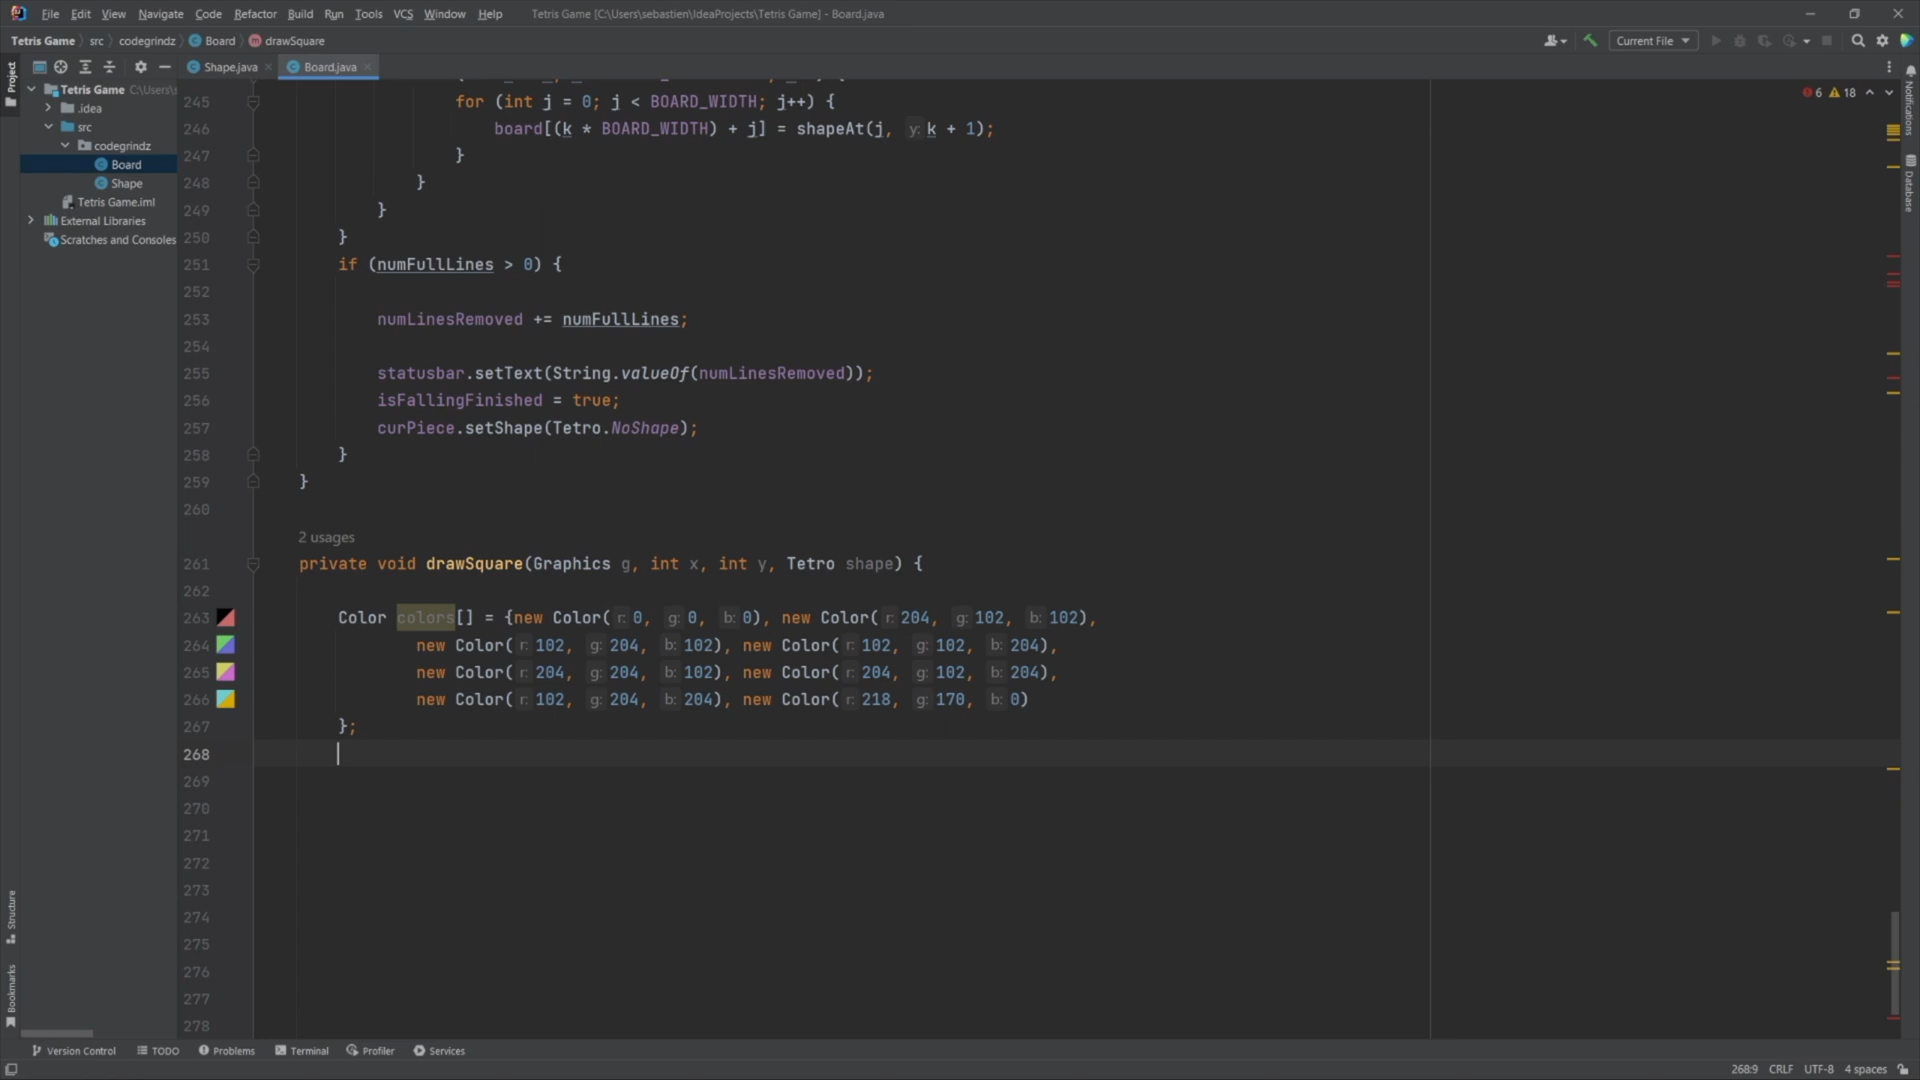 File Edit View Navigate Code Refactor Build Run Tools VCS Window Help Tetris Game [C:\Users\sebastien\IdeaProjects\Tetris Game] - Board.java
Tetris Game src codegrindz Board drawSquare Current File
Project
Shape.java Board.java
Tetris Game C:\Users\s
.idea
src
codegrindz
Board
Shape
Tetris Game.iml
External Libraries
Scratches and Consoles
6 18
Notifications
Database
245 for (int j = 0; j < BOARD_WIDTH; j++) {
246 board[(k * BOARD_WIDTH) + j] = shapeAt(j, y: k + 1);
247 }
248 }
249 }
250 }
251 if (numFullLines > 0) {
252
253 numLinesRemoved += numFullLines;
254
255 statusbar.setText(String.valueOf(numLinesRemoved));
256 isFallingFinished = true;
257 curPiece.setShape(Tetro.NoShape);
258 }
259 }
260
2 usages
261 private void drawSquare(Graphics g, int x, int y, Tetro shape) {
262
263 Color colors[] = {new Color( r: 0, g: 0, b: 0), new Color( r: 204, g: 102, b: 102),
264 new Color( r: 102, g: 204, b: 102), new Color( r: 102, g: 102, b: 204),
265 new Color( r: 204, g: 204, b: 102), new Color( r: 204, g: 102, b: 204),
266 new Color( r: 102, g: 204, b: 204), new Color( r: 218, g: 170, b: 0)
267 };
268
269
270
271
272
273
274
275
276
277
278
Structure
Bookmarks
Version Control TODO Problems Terminal Profiler Services
268:9 CRLF UTF-8 4 spaces